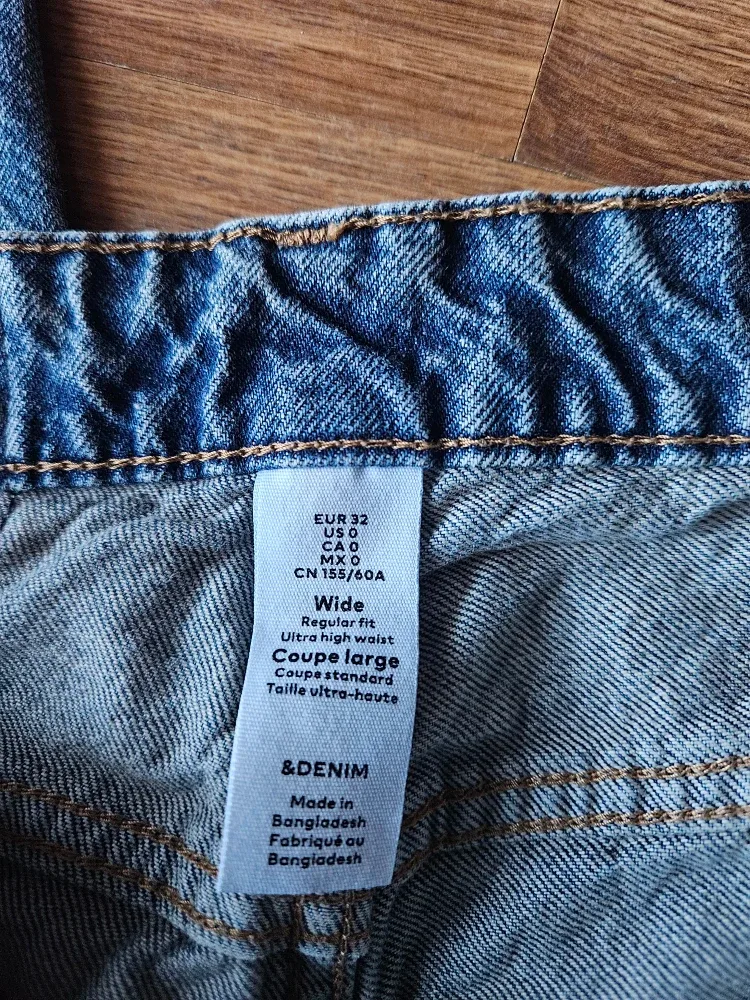 EUR 32
US 0
CA 0
MX 0
CN 155/60A
Wide
Regular fit
Ultra high waist
Coupe large
Coupe standard
Taille ultra-haute
&DENIM
Made in
Bangladesh
Fabriqué au
Bangladesh